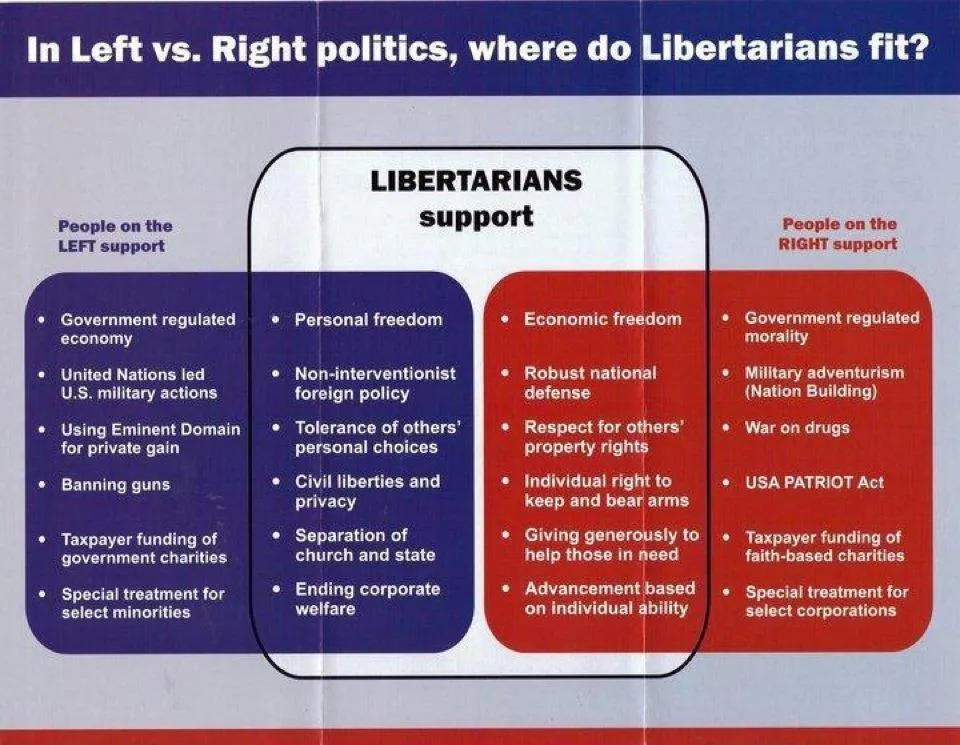 In Left vs. Right politics, where do Libertarians fit?
LIBERTARIANS
support
People on the
LEFT support
People on the
RIGHT support
• Government regulated
economy
• United Nations led
U.S. military actions
• Using Eminent Domain
for private gain
• Banning guns
• Taxpayer funding of
government charities
• Special treatment for
select minorities
• Personal freedom
• Non-interventionist
foreign policy
• Tolerance of others’
personal choices
• Civil liberties and
privacy
• Separation of
church and state
• Ending corporate
welfare
• Economic freedom
• Robust national
defense
• Respect for others’
property rights
• Individual right to
keep and bear arms
• Giving generously to
help those in need
• Advancement based
on individual ability
• Government regulated
morality
• Military adventurism
(Nation Building)
• War on drugs
• USA PATRIOT Act
• Taxpayer funding of
faith-based charities
• Special treatment for
select corporations